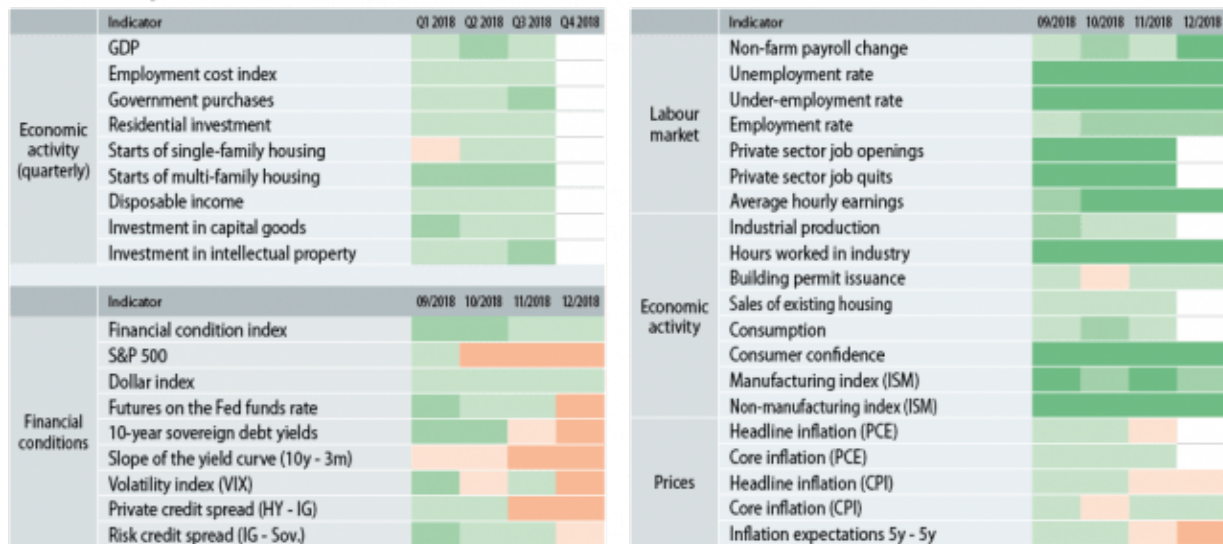 Indicator Q1 2018 Q2 2018 Q3 2018 Q4 2018
Economic activity (quarterly)
GDP
Employment cost index
Government purchases
Residential investment
Starts of single-family housing
Starts of multi-family housing
Disposable income
Investment in capital goods
Investment in intellectual property
Indicator 09/2018 10/2018 11/2018 12/2018
Financial conditions
Financial condition index
S&P 500
Dollar index
Futures on the Fed funds rate
10-year sovereign debt yields
Slope of the yield curve (10y - 3m)
Volatility index (VIX)
Private credit spread (HY - IG)
Risk credit spread (IG - Sov.)
Indicator 09/2018 10/2018 11/2018 12/2018
Labour market
Non-farm payroll change
Unemployment rate
Under-employment rate
Employment rate
Private sector job openings
Private sector job quits
Average hourly earnings
Economic activity
Industrial production
Hours worked in industry
Building permit issuance
Sales of existing housing
Consumption
Consumer confidence
Manufacturing index (ISM)
Non-manufacturing index (ISM)
Prices
Headline inflation (PCE)
Core inflation (PCE)
Headline inflation (CPI)
Core inflation (CPI)
Inflation expectations 5y - 5y